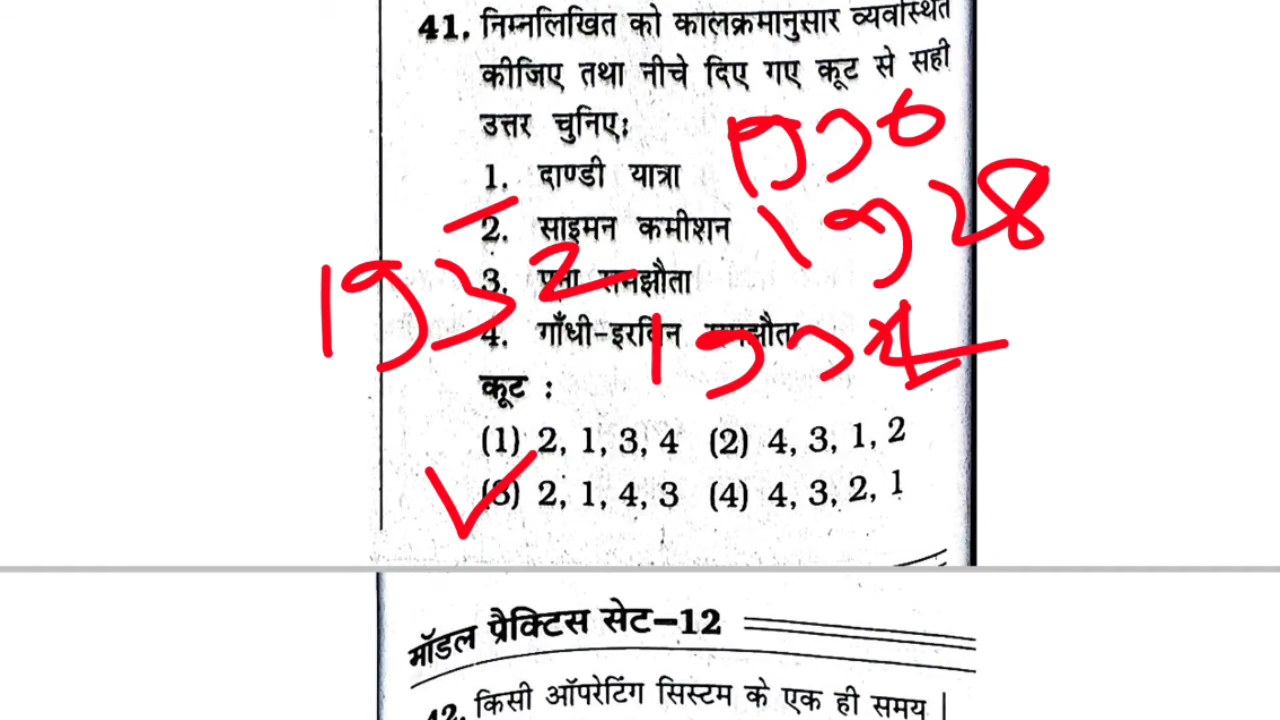 41. निम्नलिखित को कालक्रमानुसार व्यवस्थित
कीजिए तथा नीचे दिए गए कूट से सही
उत्तर चुनिए:
1. दाण्डी यात्रा 1930
2. साइमन कमीशन 1928
1932 3. पूना समझौता
4. गाँधी-इरविन समझौता 1931
कूट :
(1) 2, 1, 3, 4 (2) 4, 3, 1, 2
(3) 2, 1, 4, 3 (4) 4, 3, 2, 1
मॉडल प्रैक्टिस सेट-12
42. किसी ऑपरेटिंग सिस्टम के एक ही समय